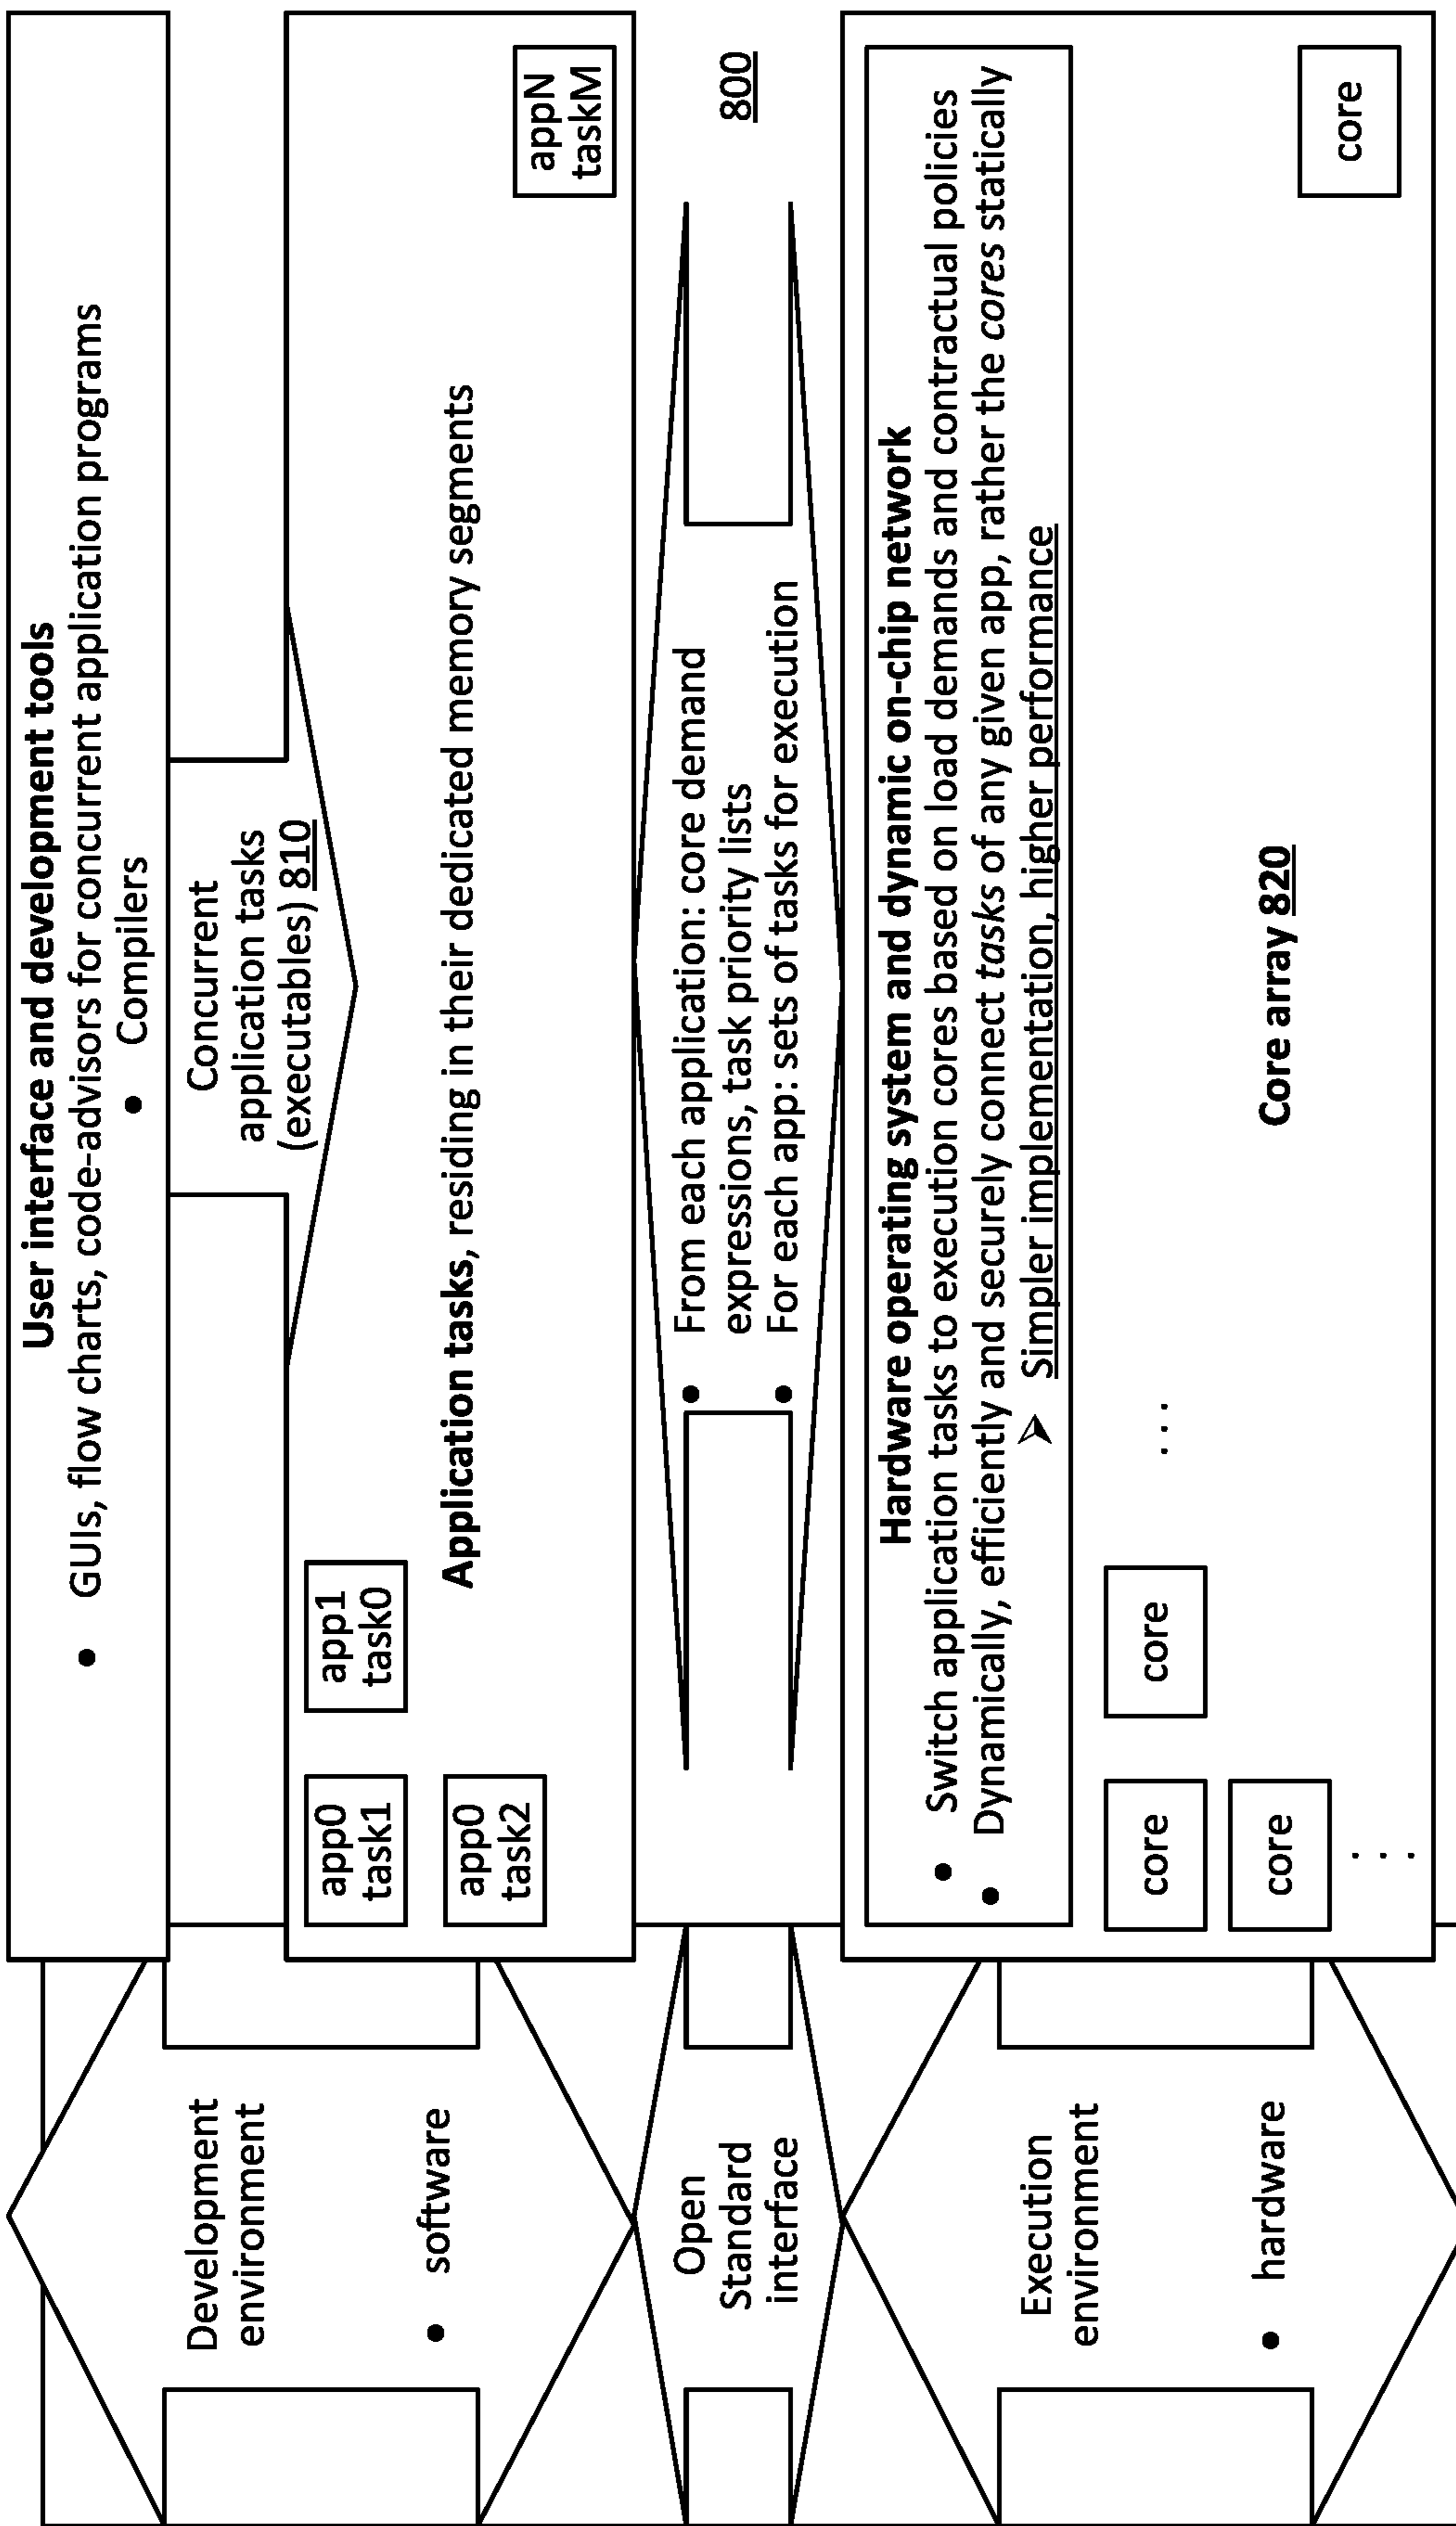 User interface and development tools
• GUIs, flow charts, code-advisors for concurrent application programs
• Compilers
Development
environment
• software
Concurrent
application tasks
(executables) 810
app0
task1
app1
task0
app0
task2
Application tasks, residing in their dedicated memory segments
appN
taskM
Open
Standard
interface
• From each application: core demand
expressions, task priority lists
• For each app: sets of tasks for execution
800
Execution
environment
• hardware
Hardware operating system and dynamic on-chip network
• Switch application tasks to execution cores based on load demands and contractual policies
• Dynamically, efficiently and securely connect tasks of any given app, rather the cores statically
➢ Simpler implementation, higher performance
core
core
. . .
core
. . .
Core array 820
core